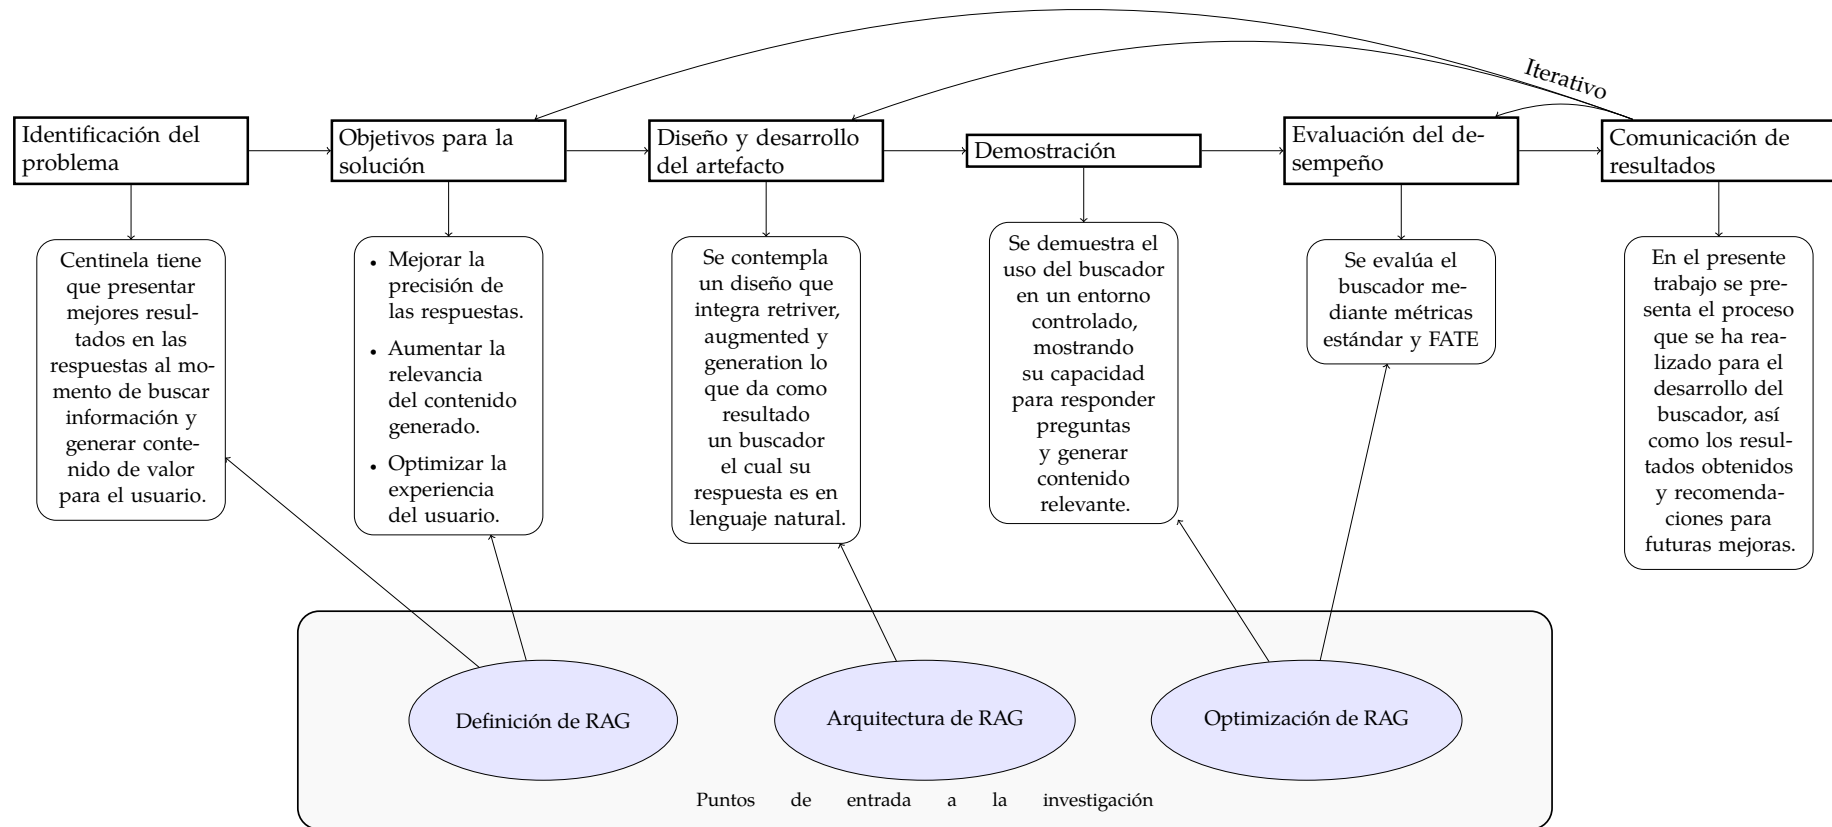 Iterativo
Identificación del
problema
Objetivos para la
solución
Diseño y desarrollo
del artefacto
Demostración
Evaluación del de-
sempeño
Comunicación de
resultados
Centinela tiene
que presentar
mejores resul-
tados en las
respuestas al mo-
mento de buscar
información y
generar conte-
nido de valor
para el usuario.
• Mejorar la
precisión de
las respuestas.
• Aumentar la
relevancia
del contenido
generado.
• Optimizar la
experiencia
del usuario.
Se contempla
un diseño que
integra retriver,
augmented y
generation lo
que da como
resultado
un buscador
el cual su
respuesta es en
lenguaje natural.
Se demuestra el
uso del buscador
en un entorno
controlado,
mostrando
su capacidad
para responder
preguntas
y generar
contenido
relevante.
Se evalúa el
buscador me-
diante métricas
estándar y FATE
En el presente
trabajo se pre-
senta el proceso
que se ha rea-
lizado para el
desarrollo del
buscador, así
como los resul-
tados obtenidos
y recomenda-
ciones para
futuras mejoras.
Definición de RAG
Arquitectura de RAG
Optimización de RAG
Puntos de entrada a la investigación